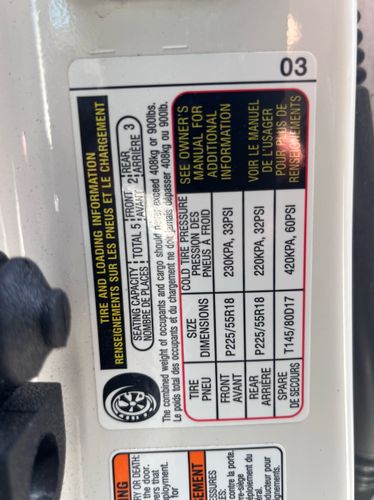 03
TIRE AND LOADING INFORMATION
RENSEIGNEMENTS SUR LES PNEUS ET LE CHARGEMENT
SEATING CAPACITY
NOMBRE DE PLACES
TOTAL 5
FRONT
AVANT
2
REAR
ARRIÈRE
3
The combined weight of occupants and cargo should never exceed 408kg or 900lbs.
Le poids total des occupants et du chargement ne doit jamais dépasser 408kg ou 900lb.
TIRE
PNEU
SIZE
DIMENSIONS
COLD TIRE PRESSURE
PRESSION DES
PNEUS À FROID
SEE OWNER'S
MANUAL FOR
ADDITIONAL
INFORMATION
FRONT
AVANT
P225/55R18
230KPA, 33PSI
REAR
ARRIÈRE
P225/55R18
220KPA, 32PSI
VOIR LE MANUEL
DE L'USAGER
POUR PLUS DE
RENSEIGNEMENTS
SPARE
DE SECOURS
T145/80D17
420KPA, 60PSI
OR DEATH:
the door.